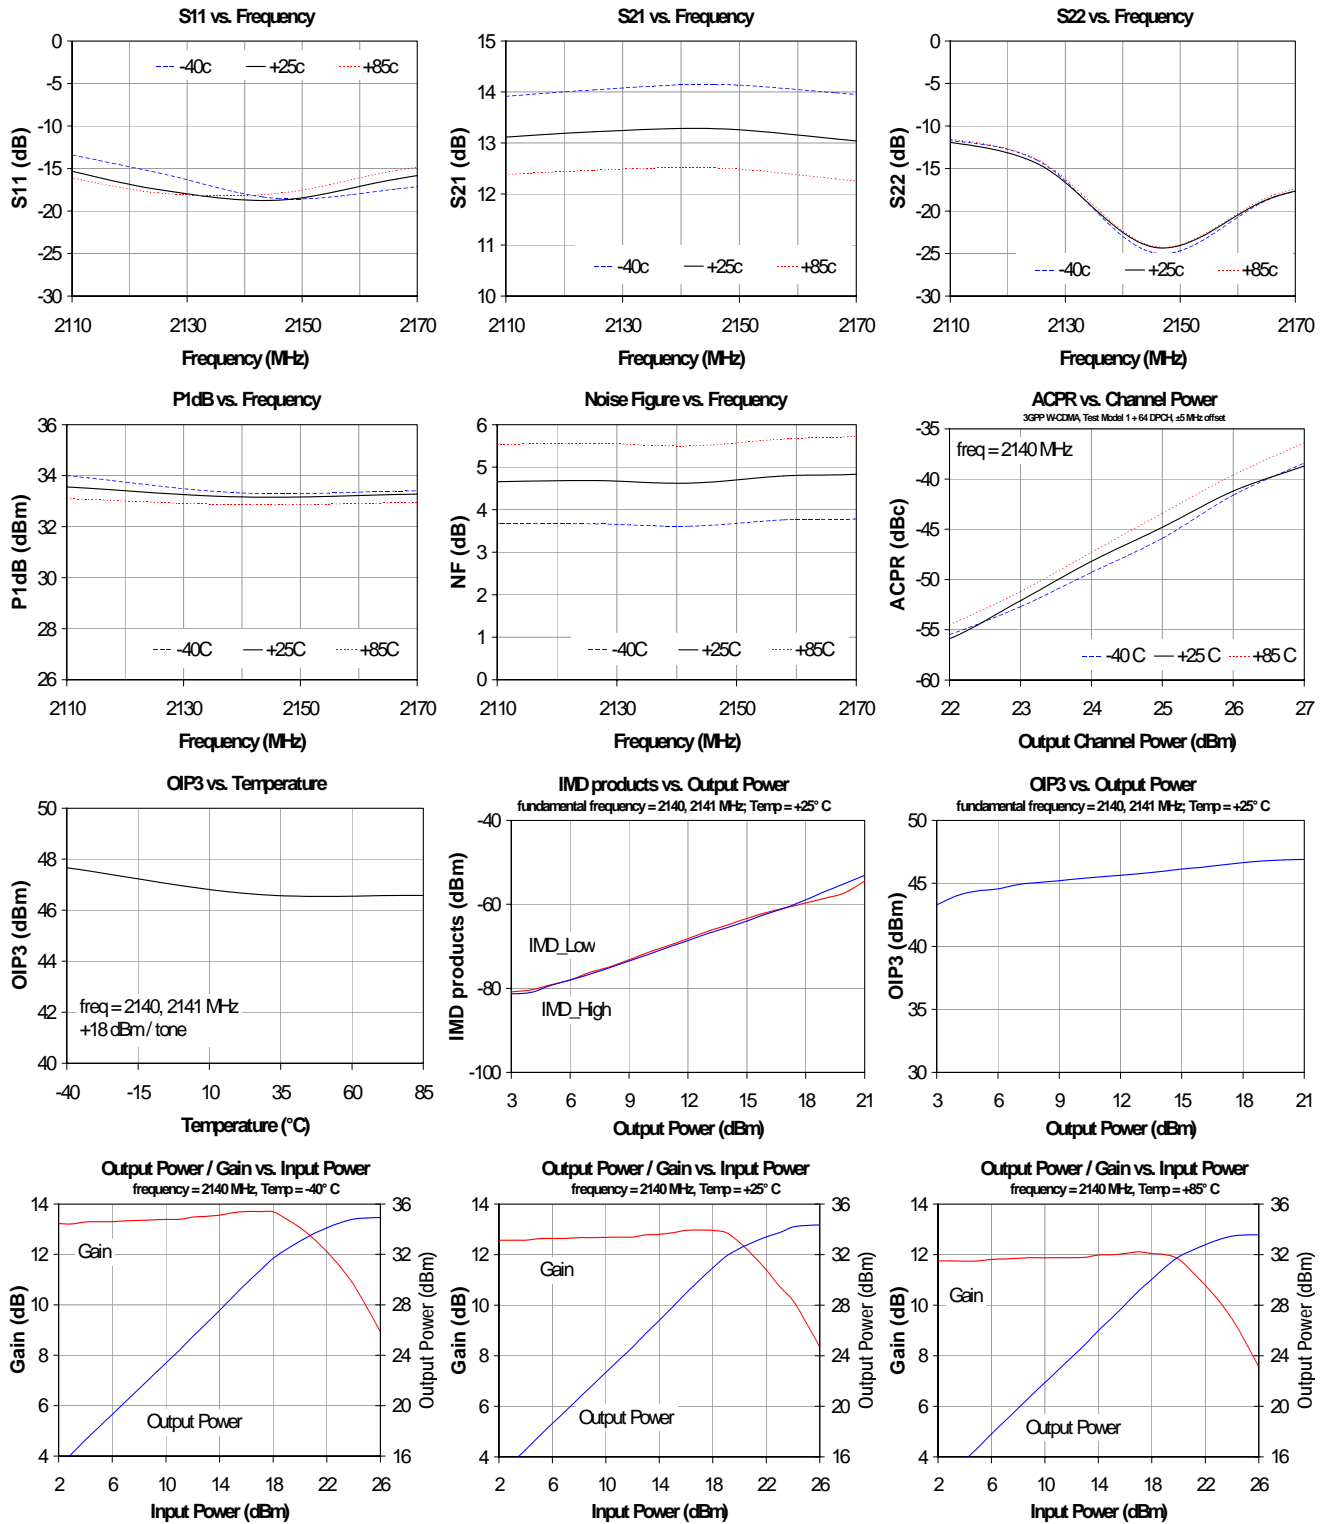 S11 vs. Frequency
0
-5
-10
-15
-20
-25
-30
-40c
+25c
+85c
S11 (dB)
2110
2130
2150
2170
Frequency (MHz)
S21 vs. Frequency
15
14
13
12
11
10
-40c
+25c
+85c
S21 (dB)
2110
2130
2150
2170
Frequency (MHz)
S22 vs. Frequency
0
-5
-10
-15
-20
-25
-30
-40c
+25c
+85c
S22 (dB)
2110
2130
2150
2170
Frequency (MHz)
P1dB vs. Frequency
36
34
32
30
28
26
-40C
+25C
+85C
P1dB (dBm)
2110
2130
2150
2170
Frequency (MHz)
Noise Figure vs. Frequency
6
5
4
3
2
1
0
-40C
+25C
+85C
NF (dB)
2110
2130
2150
2170
Frequency (MHz)
ACPR vs. Channel Power
3GPP W-CDMA, Test Model 1 + 64 DPCH, ±5 MHz offset
freq = 2140 MHz
-35
-40
-45
-50
-55
-60
-40 C
+25 C
+85 C
ACPR (dBc)
22
23
24
25
26
27
Output Channel Power (dBm)
OIP3 vs. Temperature
50
48
46
44
42
40
OIP3 (dBm)
freq = 2140, 2141 MHz
+18 dBm / tone
-40
-15
10
35
60
85
Temperature (°C)
IMD products vs. Output Power
fundamental frequency = 2140, 2141 MHz; Temp = +25° C
-40
-60
-80
-100
IMD products (dBm)
IMD_Low
IMD_High
3
6
9
12
15
18
21
Output Power (dBm)
OIP3 vs. Output Power
fundamental frequency = 2140, 2141 MHz; Temp = +25° C
50
45
40
35
30
OIP3 (dBm)
3
6
9
12
15
18
21
Output Power (dBm)
Output Power / Gain vs. Input Power
frequency = 2140 MHz, Temp = -40° C
14
12
10
8
6
4
Gain (dB)
Gain
Output Power
36
32
28
24
20
16
Output Power (dBm)
2
6
10
14
18
22
26
Input Power (dBm)
Output Power / Gain vs. Input Power
frequency = 2140 MHz, Temp = +25° C
14
12
10
8
6
4
Gain (dB)
Gain
Output Power
36
32
28
24
20
16
Output Power (dBm)
2
6
10
14
18
22
26
Input Power (dBm)
Output Power / Gain vs. Input Power
frequency = 2140 MHz, Temp = +85° C
14
12
10
8
6
4
Gain (dB)
Gain
Output Power
36
32
28
24
20
16
Output Power (dBm)
2
6
10
14
18
22
26
Input Power (dBm)